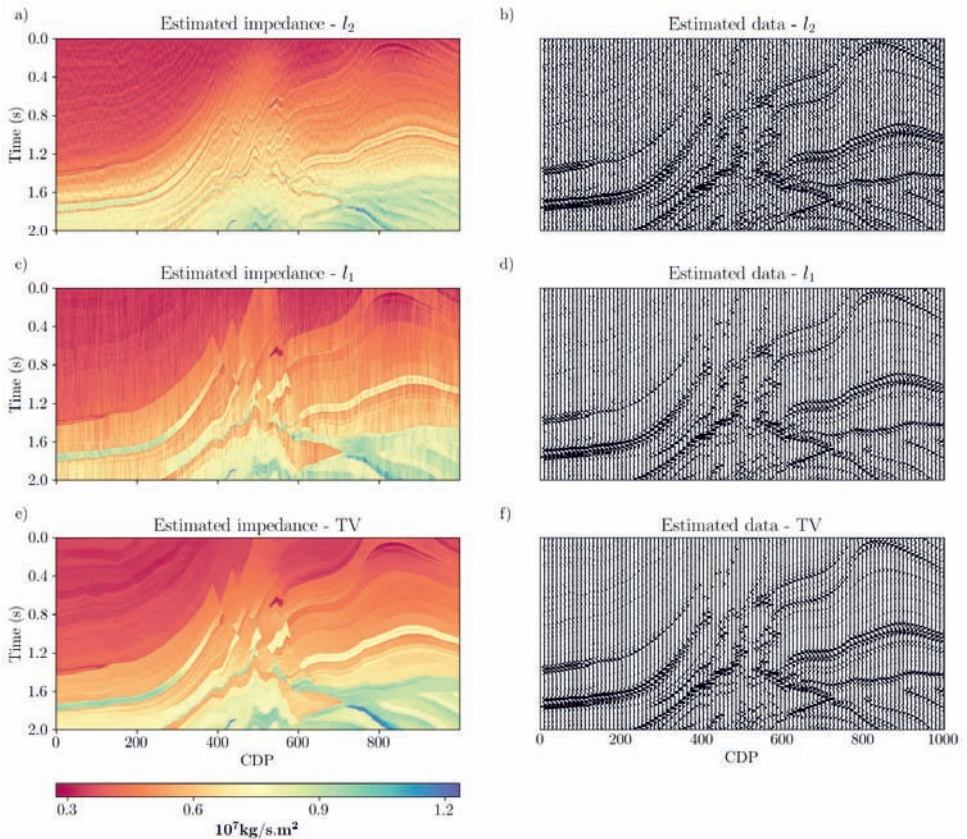 a)
Estimated impedance - l₂
b)
Estimated data - l₂
0.0
0.4
0.8
1.2
1.6
2.0
Time (s)
c)
Estimated impedance - l₁
d)
Estimated data - l₁
0.0
0.4
0.8
1.2
1.6
2.0
Time (s)
e)
Estimated impedance - TV
f)
Estimated data - TV
0.0
0.4
0.8
1.2
1.6
2.0
Time (s)
0 200 400 600 800
CDP
0 200 400 600 800 1000
CDP
0.3 0.6 0.9 1.2
10⁷kg/s.m²